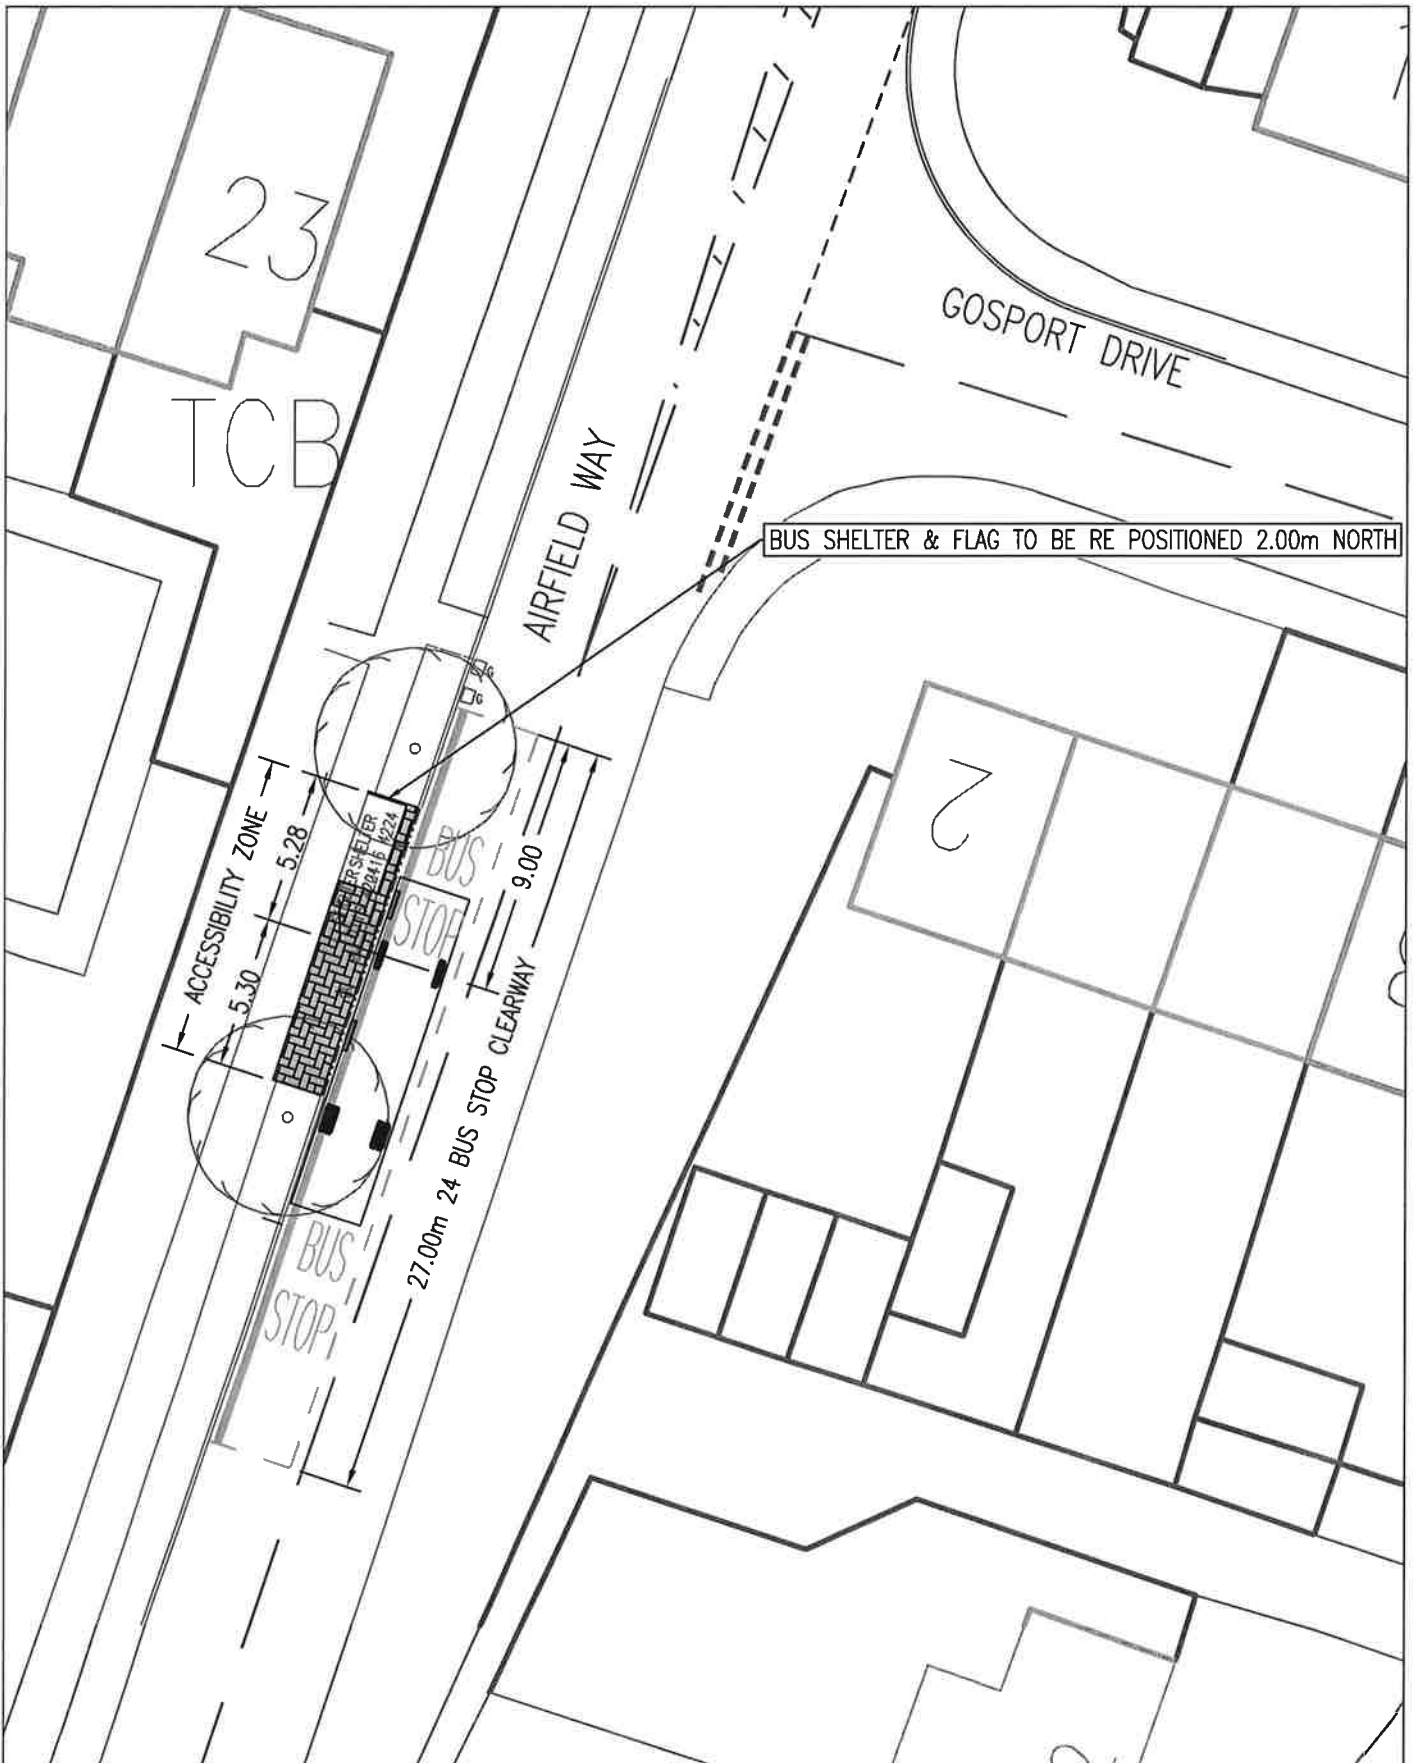 23
TCB
GOSPORT DRIVE
AIRFIELD WAY
BUS SHELTER & FLAG TO BE RE POSITIONED 2.00m NORTH
G
G
2
ACCESSIBILITY ZONE
5.28
5.30
SHELTER
BUS
STOP
9.00
27.00m 24 BUS STOP CLEARWAY
BUS
STOP